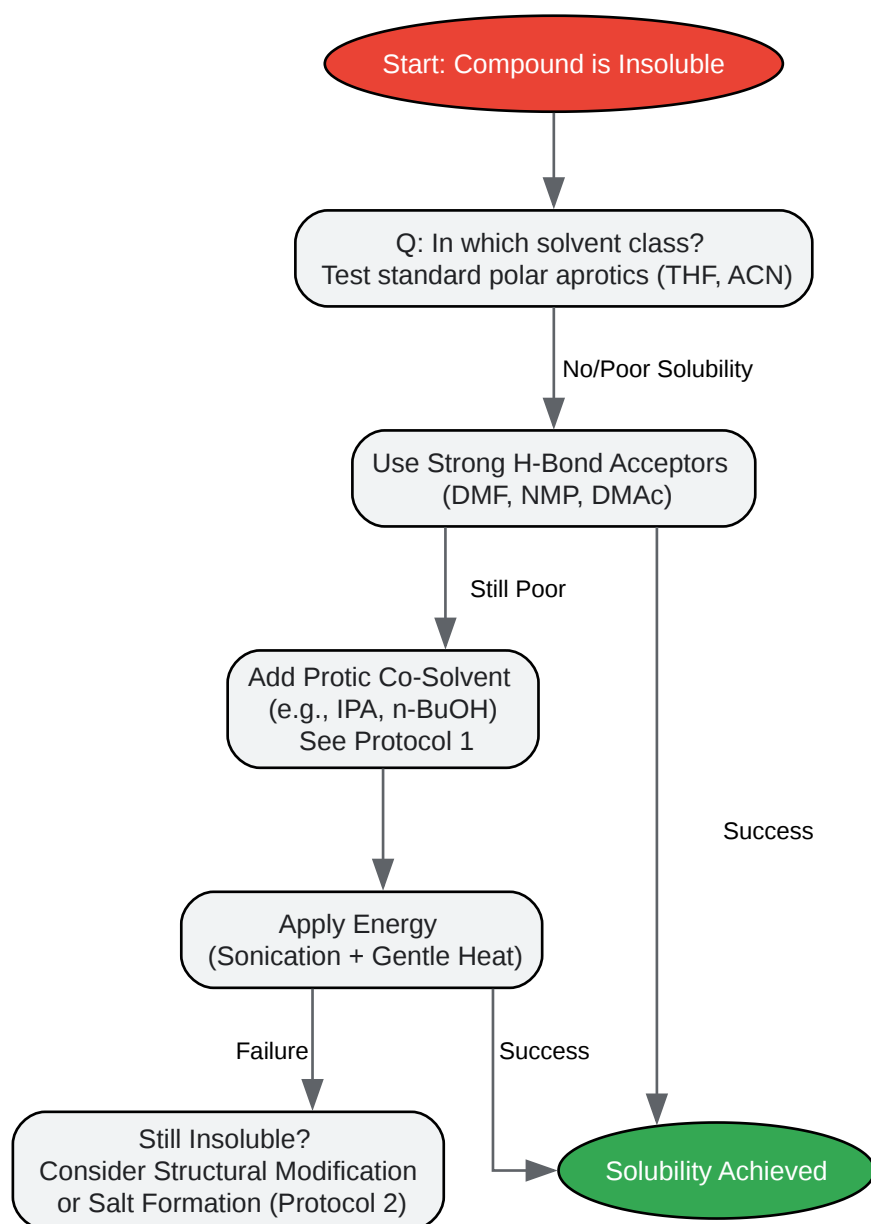 Start: Compound is Insoluble
Q: In which solvent class?
Test standard polar aprotics (THF, ACN)
No/Poor Solubility
Use Strong H-Bond Acceptors
(DMF, NMP, DMAc)
Still Poor
Add Protic Co-Solvent
(e.g., IPA, n-BuOH)
See Protocol 1
Success
Apply Energy
(Sonication + Gentle Heat)
Failure
Success
Still Insoluble?
Consider Structural Modification
or Salt Formation (Protocol 2)
Solubility Achieved